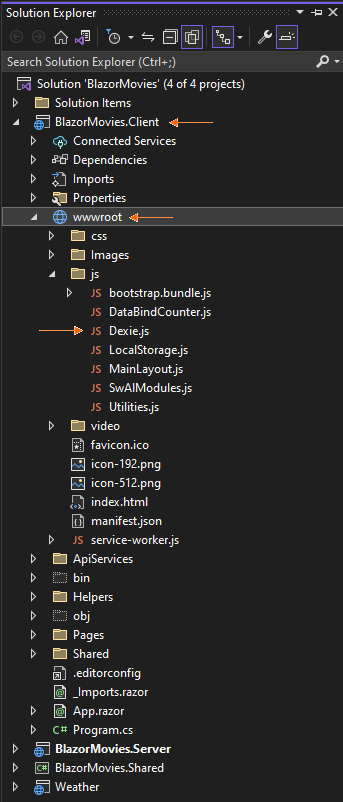 Solution Explorer
Search Solution Explorer (Ctrl+;)
Solution 'BlazorMovies' (4 of 4 projects)
Solution Items
BlazorMovies.Client
Connected Services
Dependencies
Imports
Properties
wwwroot
css
Images
js
JS bootstrap.bundle.js
JS DataBindCounter.js
JS Dexie.js
JS LocalStorage.js
JS MainLayout.js
JS SwAIModules.js
JS Utilities.js
video
favicon.ico
icon-192.png
icon-512.png
index.html
manifest.json
JS service-worker.js
ApiServices
bin
Helpers
obj
Pages
Shared
.editorconfig
@ _Imports.razor
@ App.razor
C# Program.cs
BlazorMovies.Server
C# BlazorMovies.Shared
Weather